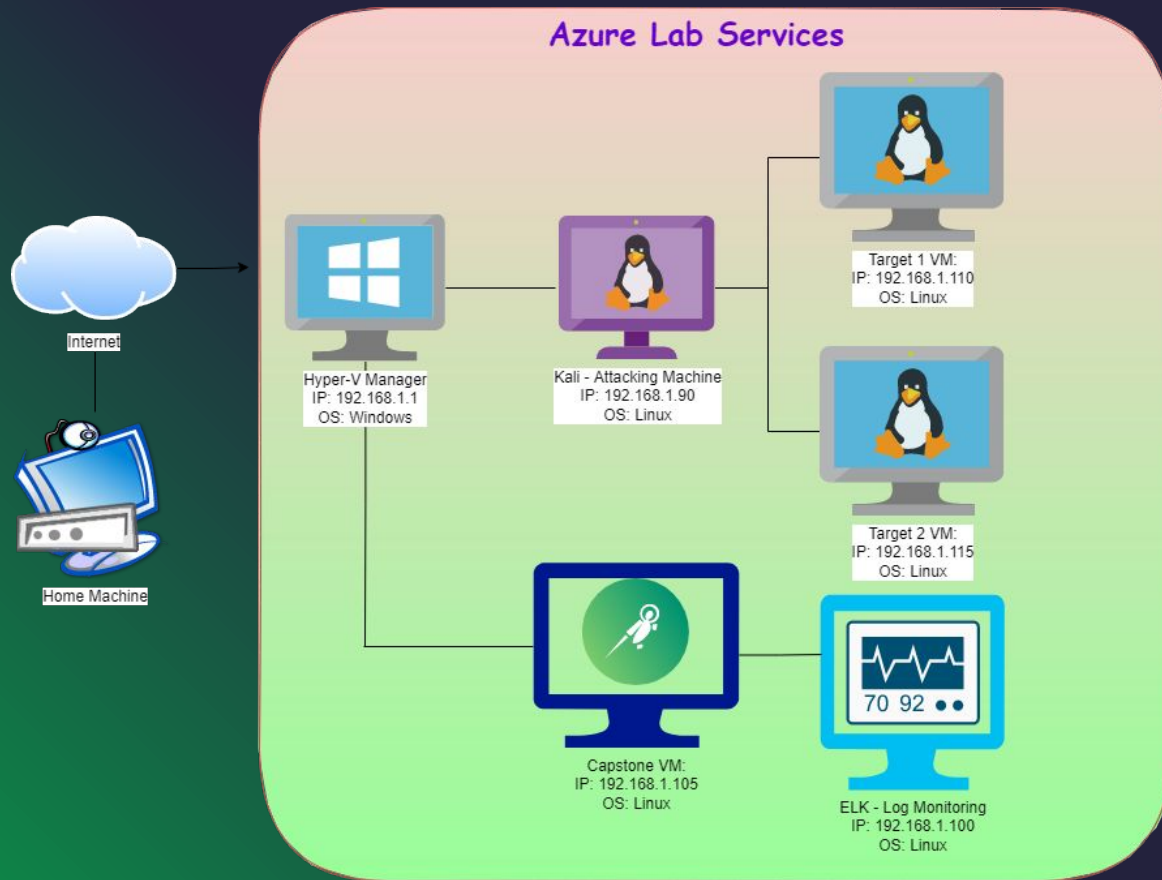 Azure Lab Services
Target 1 VM:
IP: 192.168.1.110
OS: Linux
Internet
Hyper-V Manager
IP: 192.168.1.1
OS: Windows
Kali - Attacking Machine
IP: 192.168.1.90
OS: Linux
Target 2 VM:
IP: 192.168.1.115
OS: Linux
Home Machine
70 92
Capstone VM:
IP: 192.168.1.105
OS: Linux
ELK - Log Monitoring
IP: 192.168.1.100
OS: Linux